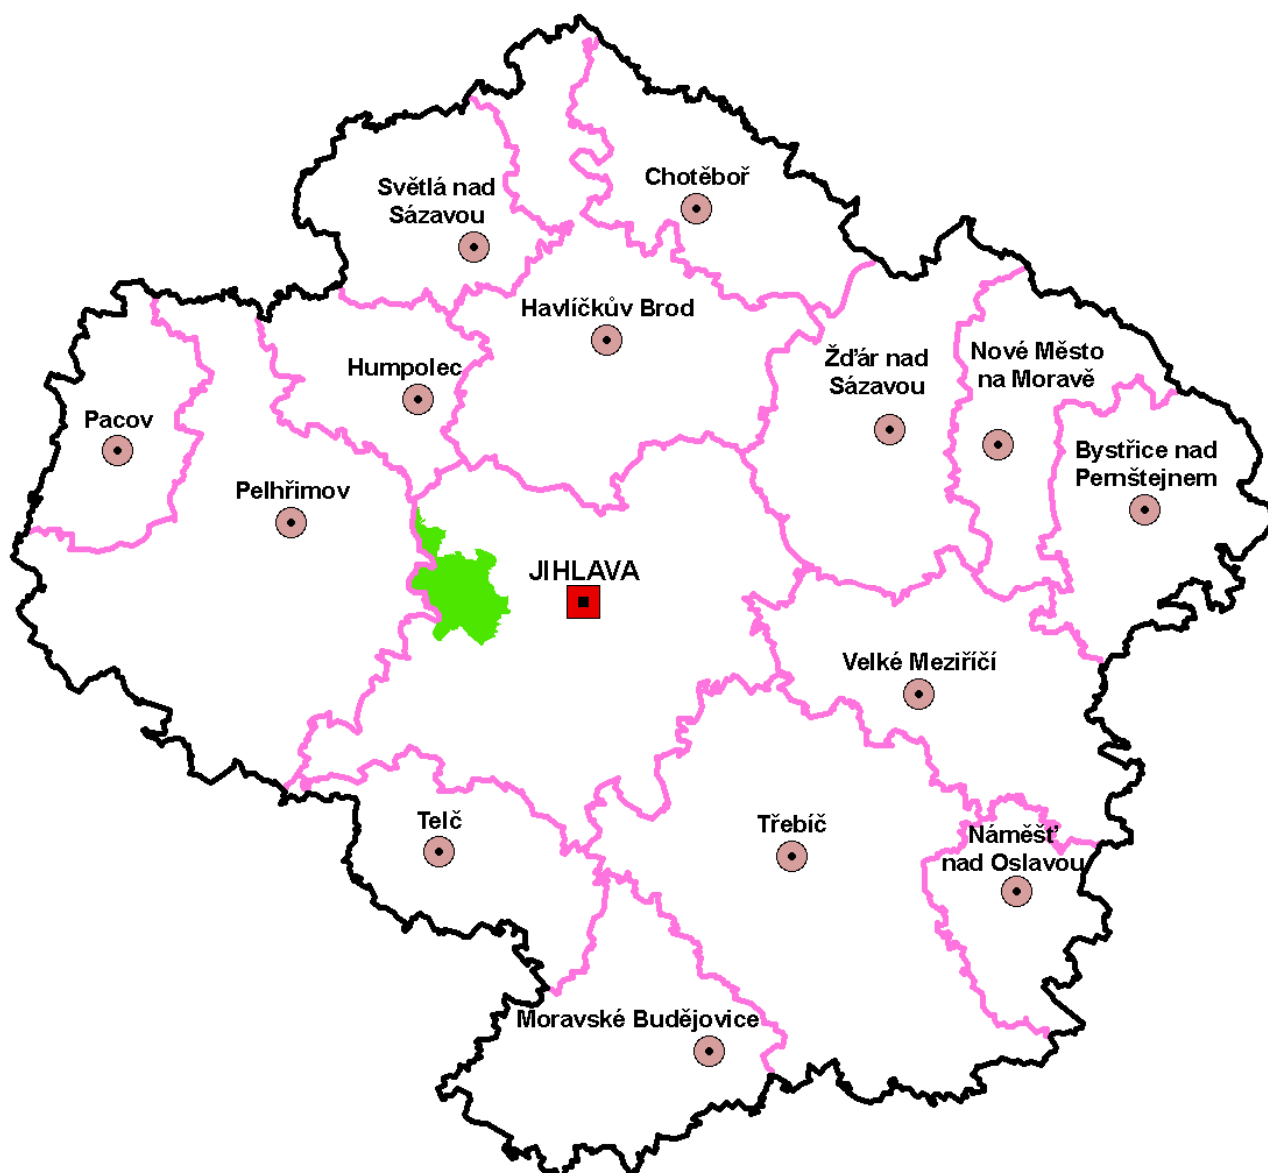 Chotěboř
Světlá nad
Sázavou
Havlíčkův Brod
Humpolec
Žďár nad
Sázavou
Nové Město
na Moravě
Pacov
Bystřice nad
Pernštejnem
Pelhřimov
JIHLAVA
Velké Meziříčí
Telč
Třebíč
Náměšť
nad Oslavou
Moravské Budějovice